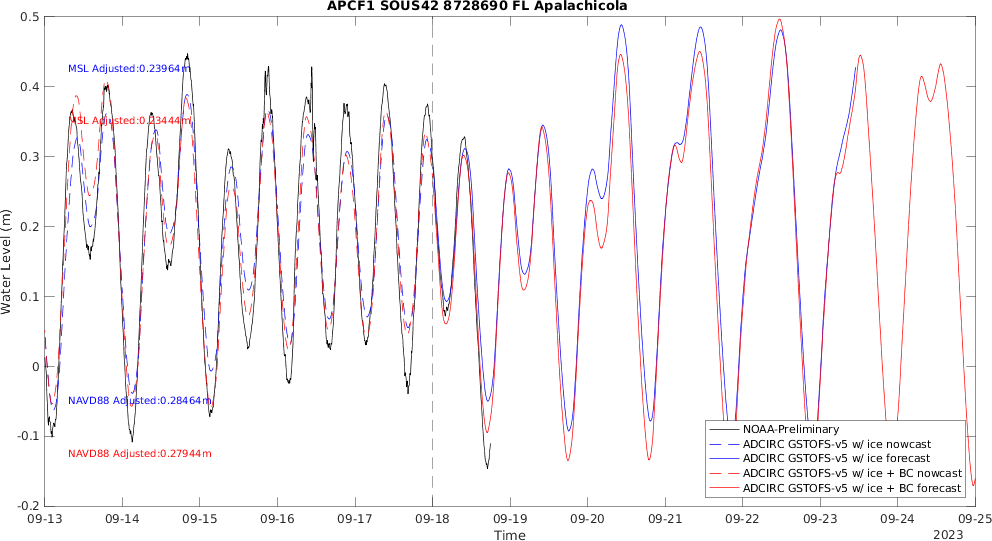 APCF1 SOUS42 8728690 FL Apalachicola
0.5
0.4
0.3
0.2
0.1
0
-0.1
-0.2
Water Level (m)
MSL Adjusted:0.23964m
MSL Adjusted:0.23444m
NAVD88 Adjusted:0.28464m
NAVD88 Adjusted:0.27944m
NOAA-Preliminary
ADCIRC GSTOFS-v5 w/ ice nowcast
ADCIRC GSTOFS-v5 w/ ice forecast
ADCIRC GSTOFS-v5 w/ ice + BC nowcast
ADCIRC GSTOFS-v5 w/ ice + BC forecast
09-13 09-14 09-15 09-16 09-17 09-18 09-19 09-20 09-21 09-22 09-23 09-24 09-25
Time
2023